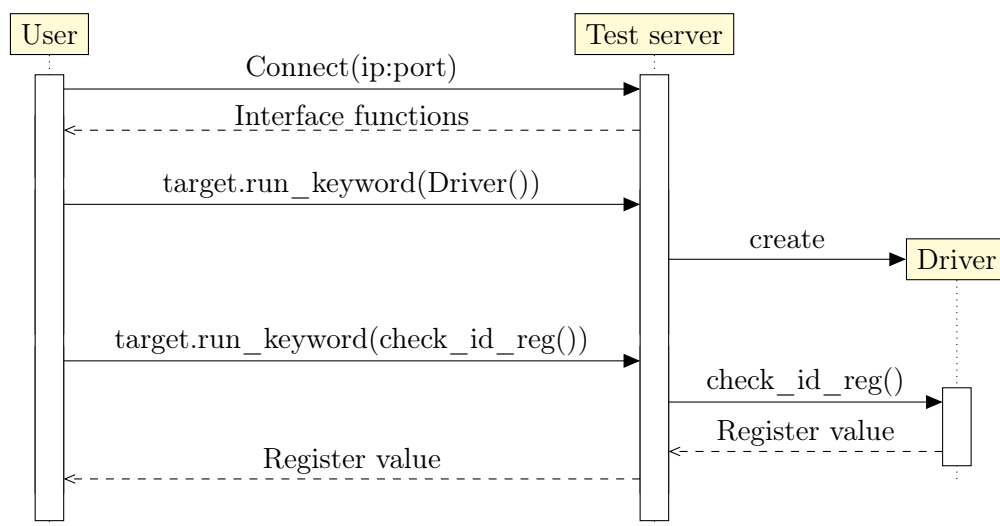 User
Test server
Connect(ip:port)
Interface functions
target.run_keyword(Driver())
create
Driver
target.run_keyword(check_id_reg())
check_id_reg()
Register value
Register value